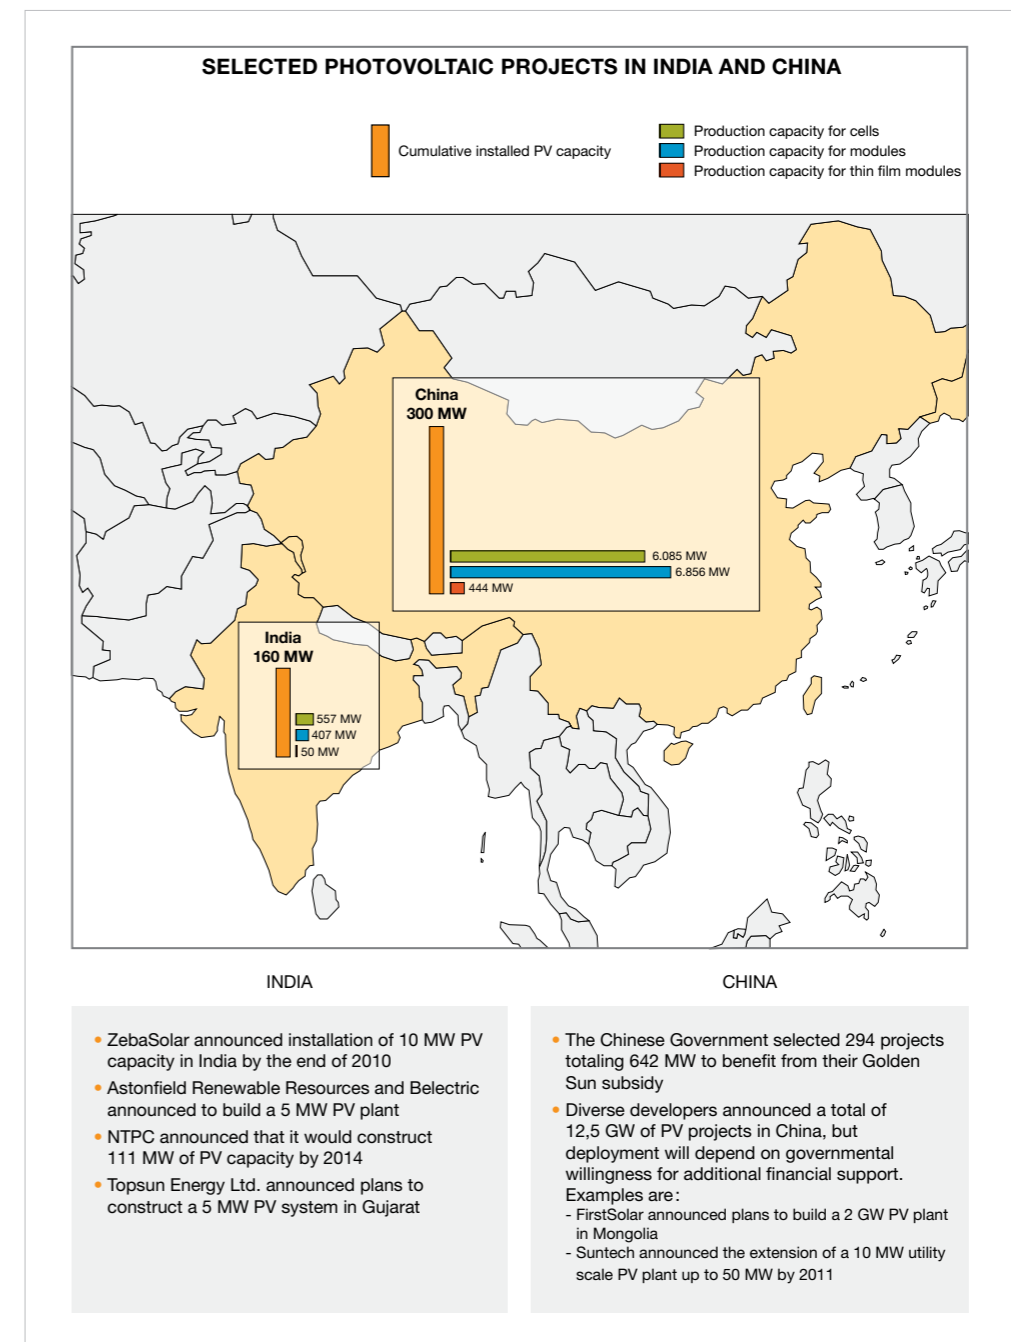 SELECTED PHOTOVOLTAIC PROJECTS IN INDIA AND CHINA
Cumulative installed PV capacity
Production capacity for cells
Production capacity for modules
Production capacity for thin film modules
China
300 MW
6.085 MW
6.856 MW
444 MW
India
160 MW
557 MW
407 MW
50 MW
INDIA
• ZebaSolar announced installation of 10 MW PV
capacity in India by the end of 2010
• Astonfield Renewable Resources and Belectric
announced to build a 5 MW PV plant
• NTPC announced that it would construct
111 MW of PV capacity by 2014
• Topsun Energy Ltd. announced plans to
construct a 5 MW PV system in Gujarat
CHINA
• The Chinese Government selected 294 projects
totaling 642 MW to benefit from their Golden
Sun subsidy
• Diverse developers announced a total of
12,5 GW of PV projects in China, but
deployment will depend on governmental
willingness for additional financial support.
Examples are:
- FirstSolar announced plans to build a 2 GW PV plant
in Mongolia
- Suntech announced the extension of a 10 MW utility
scale PV plant up to 50 MW by 2011